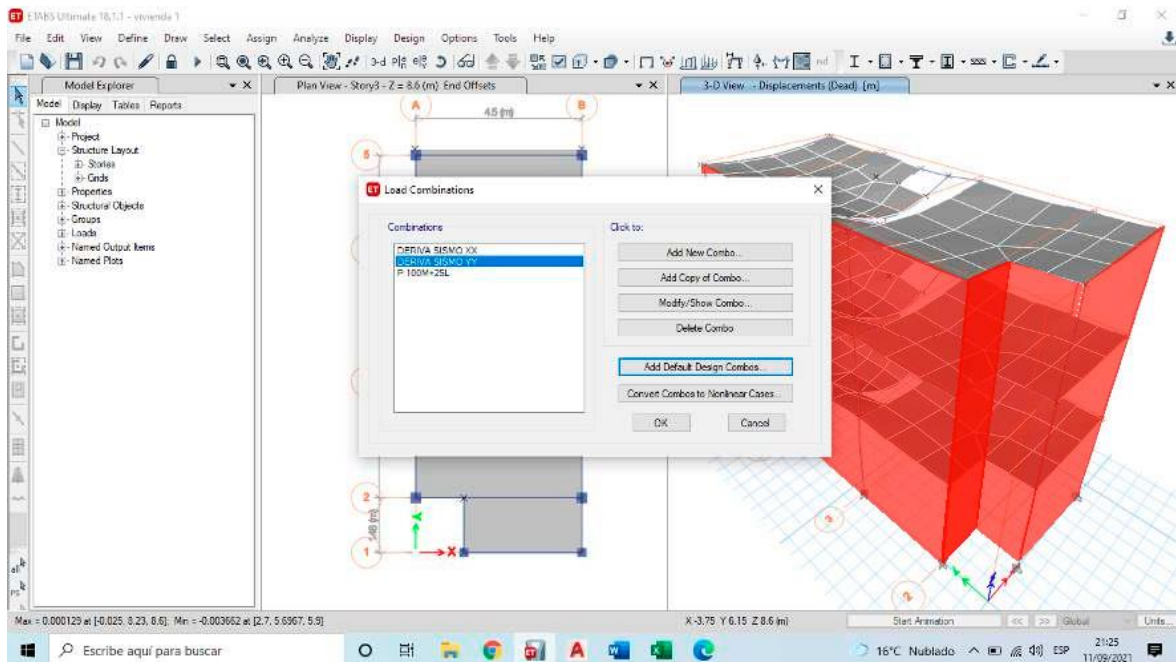 ETABS Ultimate 18.1.1 - vivienda 1
File Edit View Define Draw Select Assign Analyze Display Design Options Tools Help
Model Explorer
Plan View - Story3 - Z = 8.6 (m) End Offsets
3-D View - Displacements (Dead) [m]
Model Display Tables Reports
Model
Project
Structure Layout
Stories
Grids
Properties
Structural Objects
Groups
Loads
Named Output Items
Named Plots
A
B
4.5 (m)
5
Load Combinations
Combinations
DERIVA SISMO XX
DERIVA SISMO YY
P 100M+25L
Click to:
Add New Combo...
Add Copy of Combo...
Modify/Show Combo...
Delete Combo
Add Default Design Combos...
Convert Combos to Nonlinear Cases...
OK
Cancel
2
1.48 (m)
Y
X
1
3
2
Max = 0.000129 at [-0.025, 8.23, 8.6]; Min = -0.003662 at [2.7, 5.6967, 5.9]
X -3.75 Y 6.15 Z 8.6 (m)
Start Animation
<< >>
Global
Units...
Escribe aquí para buscar
16°C Nublado
ESP
21:25
11/09/2021